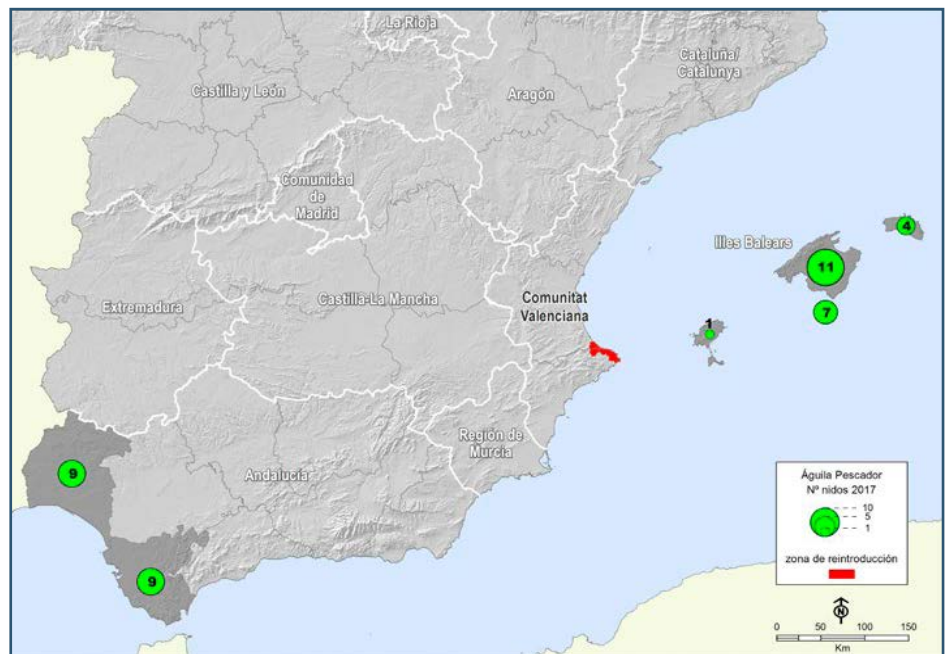 La Rioja
Cataluña/
Catalunya
Castilla y León
Aragón
Comunidad
de
Madrid
Illes Balears
4
11
7
1
Extremadura
Castilla-La Mancha
Comunitat
Valenciana
Región de
Murcia
Andalucía
9
9
Águila Pescador
Nº nidos 2017
10
5
1
zona de reintroducción
N
0 50 100 150
Km